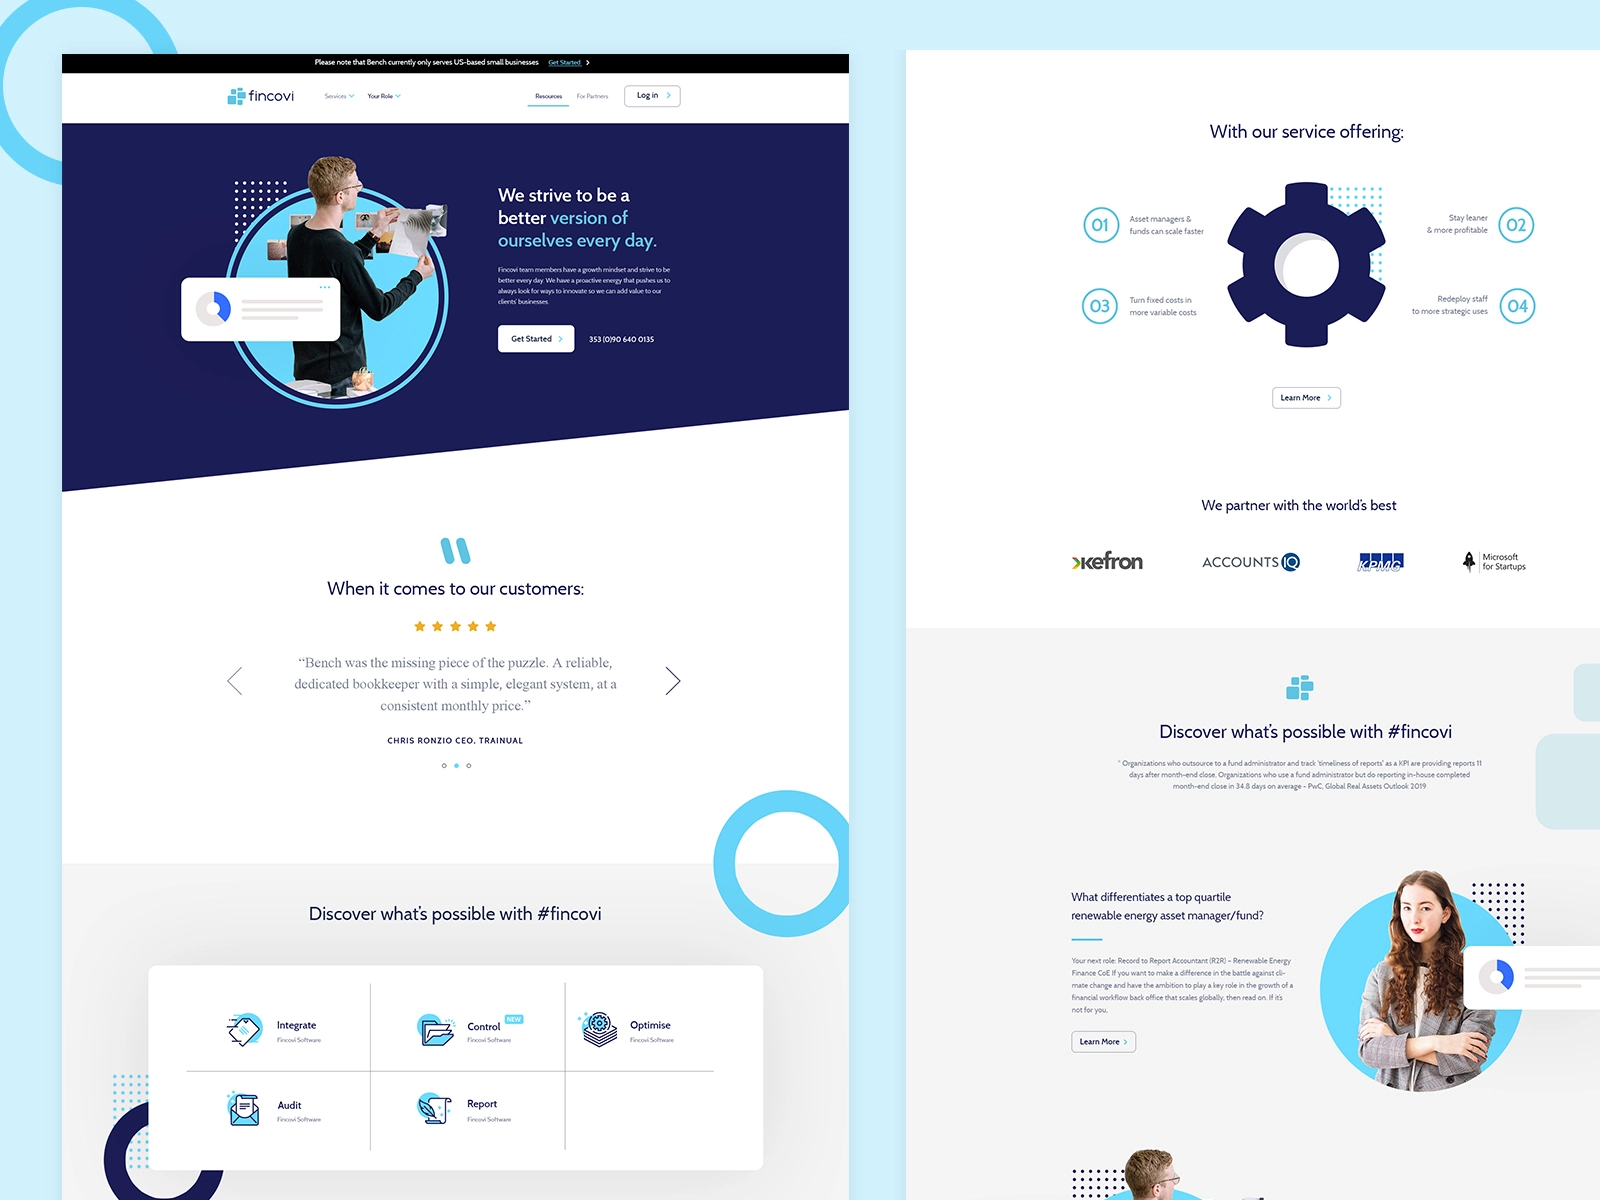 Please note that Bench currently only serves US-based small businesses Get Started
fincovi Services Your Role Resources For Partners Log in
We strive to be a
better version of
ourselves every day.
Fincovi team members have a growth mindset and strive to be
better every day. We have a proactive energy that pushes us to
always look for ways to innovate so we can add value to our
clients' businesses.
Get Started 353 (0)90 640 0135
When it comes to our customers:
“Bench was the missing piece of the puzzle. A reliable,
dedicated bookkeeper with a simple, elegant system, at a
consistent monthly price.”
CHRIS RONZIO CEO, TRAINUAL
Discover what's possible with #fincovi
Integrate
Fincovi Software
Control NEW
Fincovi Software
Optimise
Fincovi Software
Audit
Fincovi Software
Report
Fincovi Software
With our service offering:
01 Asset managers &
funds can scale faster
Stay leaner
& more profitable 02
03 Turn fixed costs in
more variable costs
Redeploy staff
to more strategic uses 04
Learn More
We partner with the world's best
kefron
ACCOUNTS IQ
KPMG
Microsoft
for Startups
Discover what's possible with #fincovi
* Organizations who outsource to a fund administrator and track 'timeliness of reports' as a KPI are providing reports 11
days after month-end close. Organizations who use a fund administrator but do reporting in-house completed
month-end close in 34.8 days on average - PwC, Global Real Assets Outlook 2019
What differentiates a top quartile
renewable energy asset manager/fund?
Your next role: Record to Report Accountant (R2R) – Renewable Energy
Finance CoE If you want to make a difference in the battle against cli-
mate change and have the ambition to play a key role in the growth of a
financial workflow back office that scales globally, then read on. If it's
not for you,
Learn More